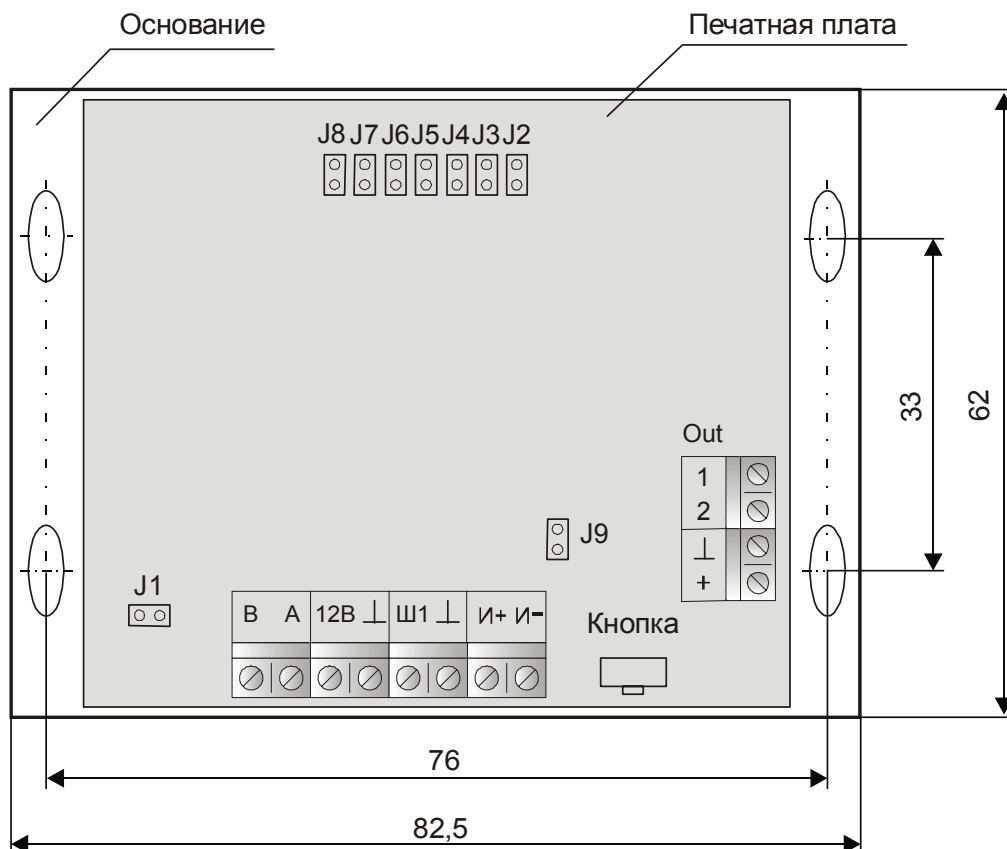 Основание
Печатная плата
J8 J7 J6 J5 J4 J3 J2
33
62
Out
1
2
⊥
+
J9
J1
В А 12В ⊥ Ш1 ⊥ И+ И-
Кнопка
76
82,5